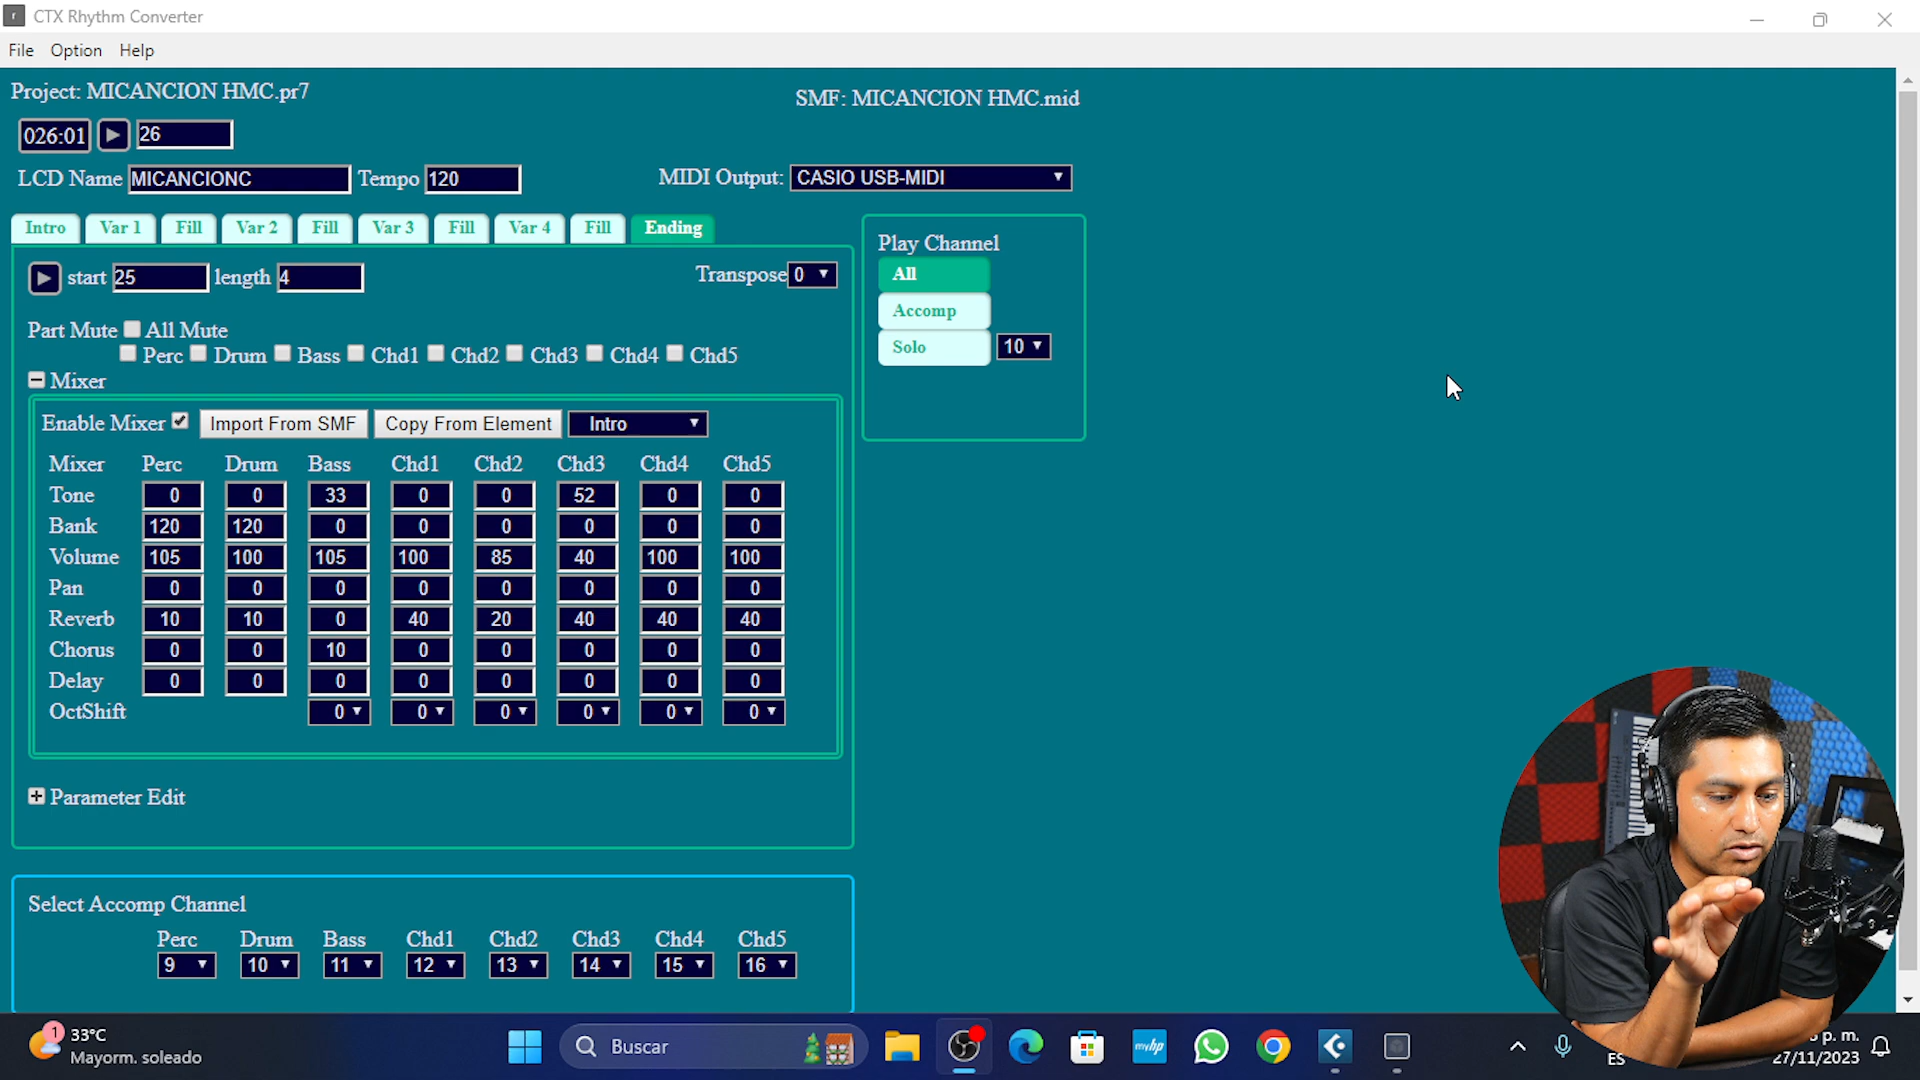 CTX Rhythm Converter
File Option Help
Project: MICANCION HMC.pr7
SMF: MICANCION HMC.mid
026:01 26
LCD Name MICANCIONC Tempo 120 MIDI Output: CASIO USB-MIDI
Intro Var 1 Fill Var 2 Fill Var 3 Fill Var 4 Fill Ending
start 25 length 4 Transpose 0
Part Mute All Mute
Perc Drum Bass Chd1 Chd2 Chd3 Chd4 Chd5
Mixer
Enable Mixer Import From SMF Copy From Element Intro
Mixer Perc Drum Bass Chd1 Chd2 Chd3 Chd4 Chd5
Tone 0 0 33 0 0 52 0 0
Bank 120 120 0 0 0 0 0 0
Volume 105 100 105 100 85 40 100 100
Pan 0 0 0 0 0 0 0 0
Reverb 10 10 0 40 20 40 40 40
Chorus 0 0 10 0 0 0 0 0
Delay 0 0 0 0 0 0 0 0
OctShift 0 0 0 0 0 0
Parameter Edit
Play Channel
All
Accomp
Solo 10
Select Accomp Channel
Perc Drum Bass Chd1 Chd2 Chd3 Chd4 Chd5
9 10 11 12 13 14 15 16
1
33°C
Mayorm. soleado
Buscar
myhp
ES
p. m.
27/11/2023